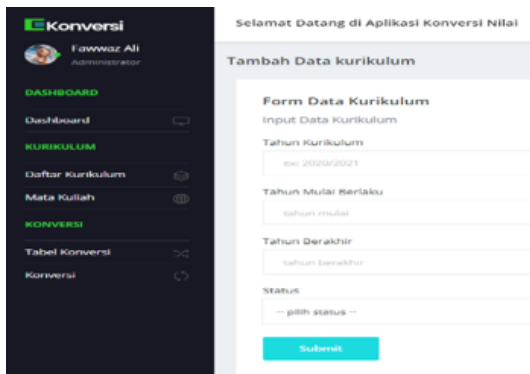 EKonversi
Fawwaz Ali
Administrator
DASHBOARD
Dashboard
KURIKULUM
Daftar Kurikulum
Mata Kuliah
KONVERSI
Tabel Konversi
Konversi
Selamat Datang di Aplikasi Konversi Nilai
Tambah Data kurikulum
Form Data Kurikulum
Input Data Kurikulum
Tahun Kurikulum
ex: 2020/2021
Tahun Mulai Berlaku
tahun mulai
Tahun Berakhir
tahun berakhir
Status
-- pilih status --
Submit